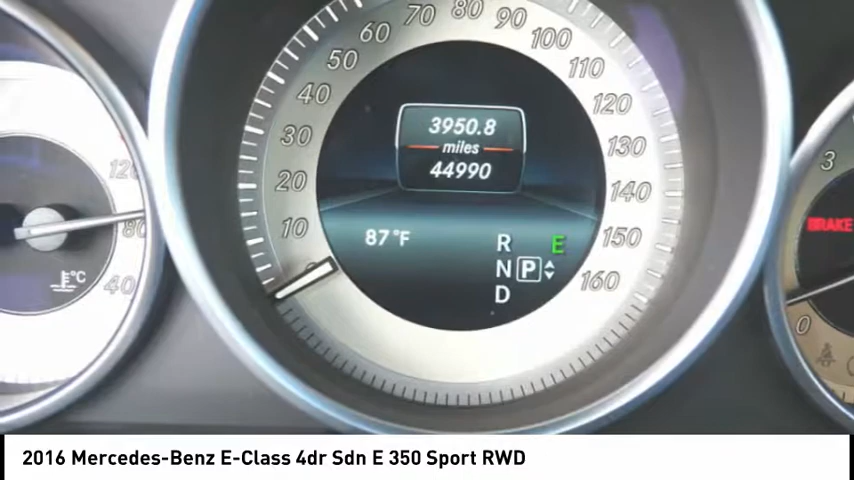 70 80 90
60 100
50 110
40 120
3950.8
30 miles 130
44990
20 140
10 87°F R E 150
N P
D 160
0
120
80
°C 40
3
BRAKE
0
2016 Mercedes-Benz E-Class 4dr Sdn E 350 Sport RWD